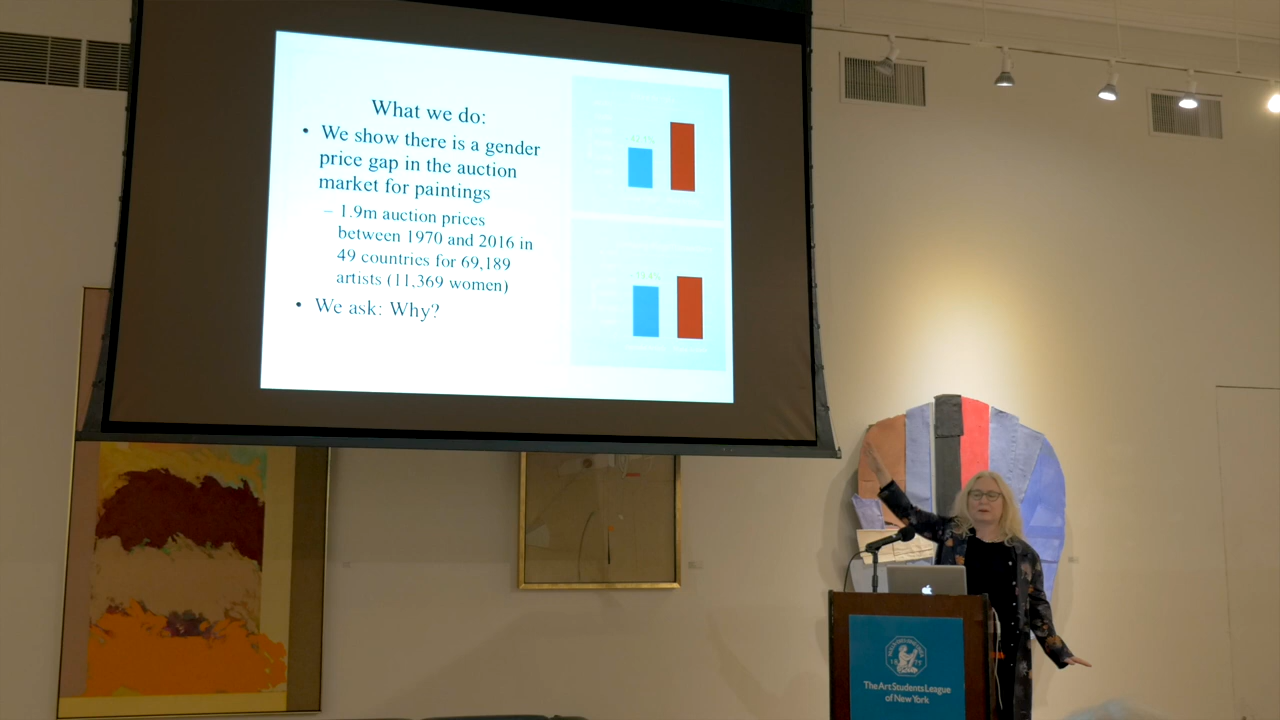 What we do:
• We show there is a gender
price gap in the auction
market for paintings
– 1.9m auction prices
between 1970 and 2016 in
49 countries for 69,189
artists (11,369 women)
• We ask: Why?
The Art Students League
of New York